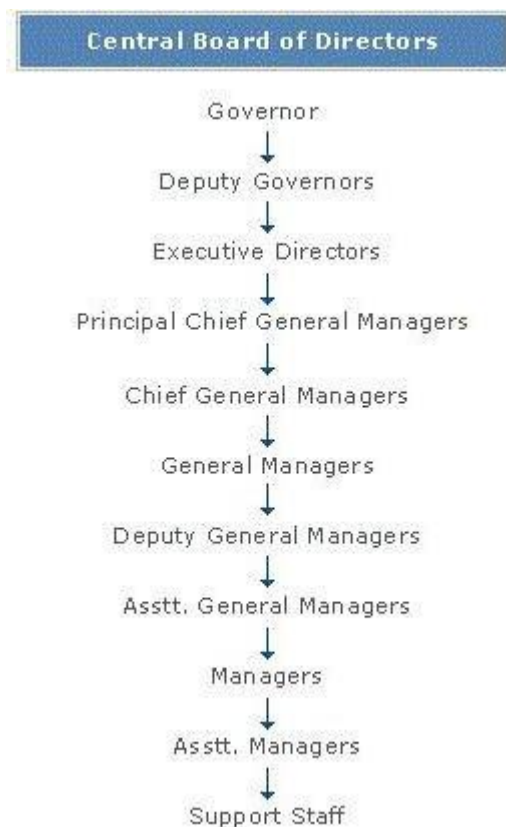 Central Board of Directors
Governor
Deputy Governors
Executive Directors
Principal Chief General Managers
Chief General Managers
General Managers
Deputy General Managers
Asstt. General Managers
Managers
Asstt. Managers
Support Staff